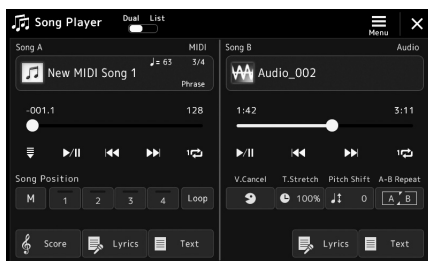 Song Player
Dual List
Menu
Song A MIDI
New MIDI Song 1
♩= 63 3/4
Phrase
-001.1 128
Song Position
M 1 2 3 4 Loop
Score Lyrics Text
Song B Audio
Audio_002
1:42 3:11
V.Cancel T.Stretch Pitch Shift A-B Repeat
100% 0 A B
Lyrics Text